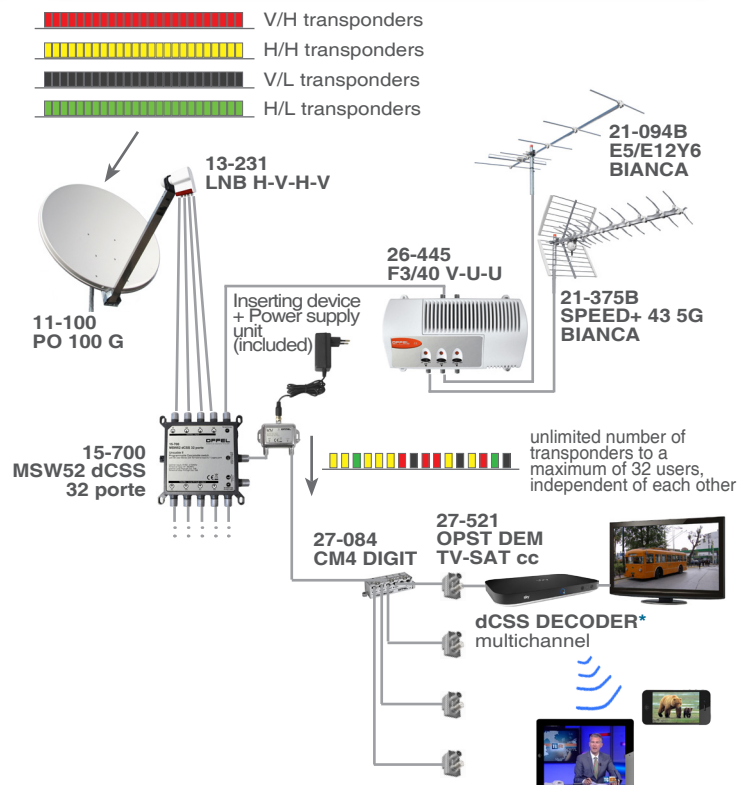 V/H transponders
H/H transponders
V/L transponders
H/L transponders
13-231
LNB H-V-H-V
11-100
PO 100 G
21-094B
E5/E12Y6
BIANCA
26-445
F3/40 V-U-U
21-375B
SPEED+ 43 5G
BIANCA
Inserting device
+ Power supply
unit
(included)
15-700
MSW52 dCSS
32 porte
OFFEL
unlimited number of
transponders to a
maximum of 32 users,
independent of each other
27-084
CM4 DIGIT
27-521
OPST DEM
TV-SAT cc
dCSS DECODER*
multichannel